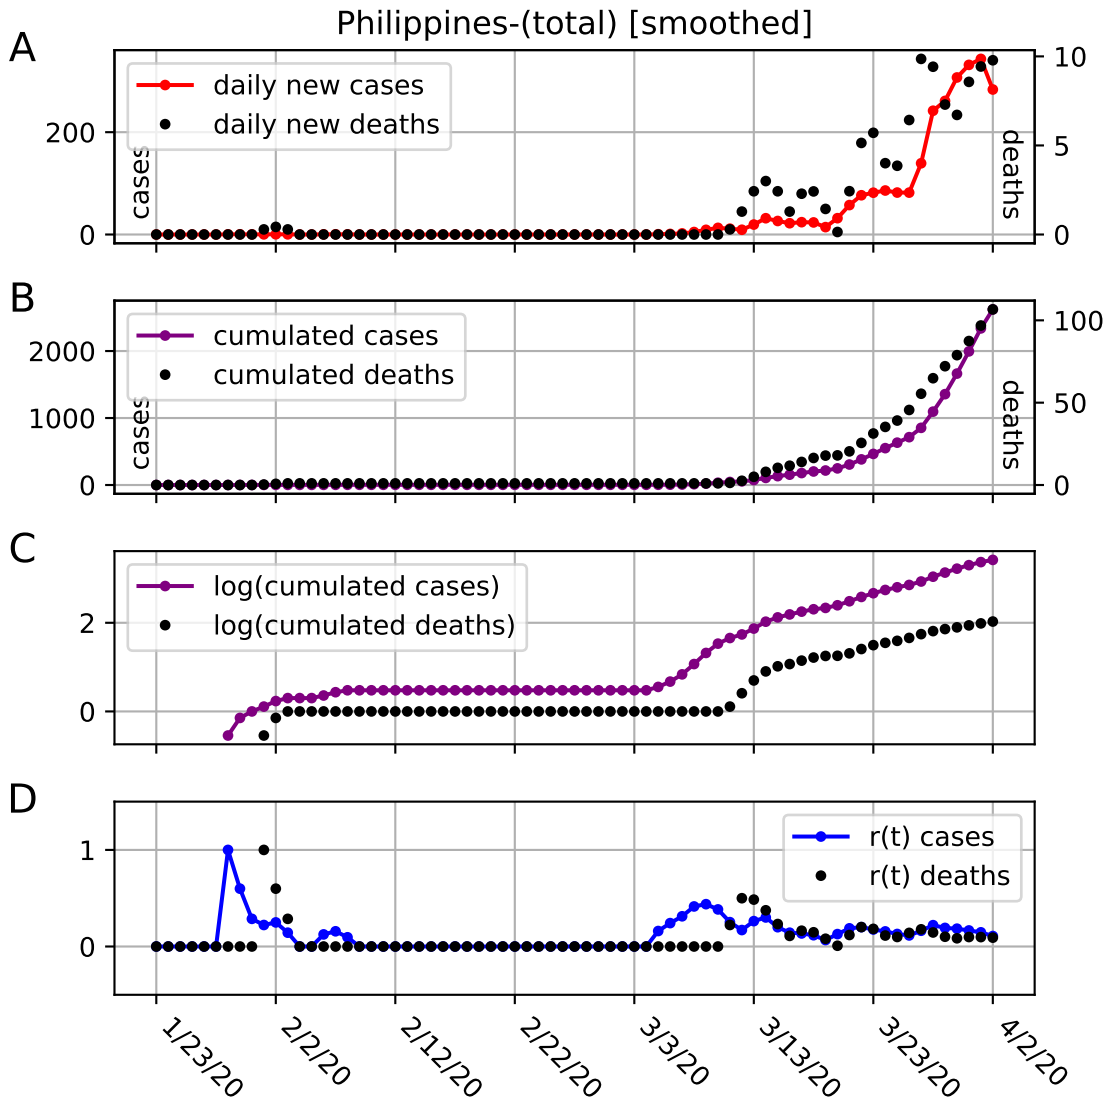 Philippines-(total) [smoothed]
A
daily new cases
daily new deaths
200
0
cases
10
5
0
deaths
B
cumulated cases
cumulated deaths
2000
1000
0
cases
100
50
0
deaths
C
log(cumulated cases)
log(cumulated deaths)
2
0
D
r(t) cases
r(t) deaths
1
0
1/23/20
2/2/20
2/12/20
2/22/20
3/3/20
3/13/20
3/23/20
4/2/20